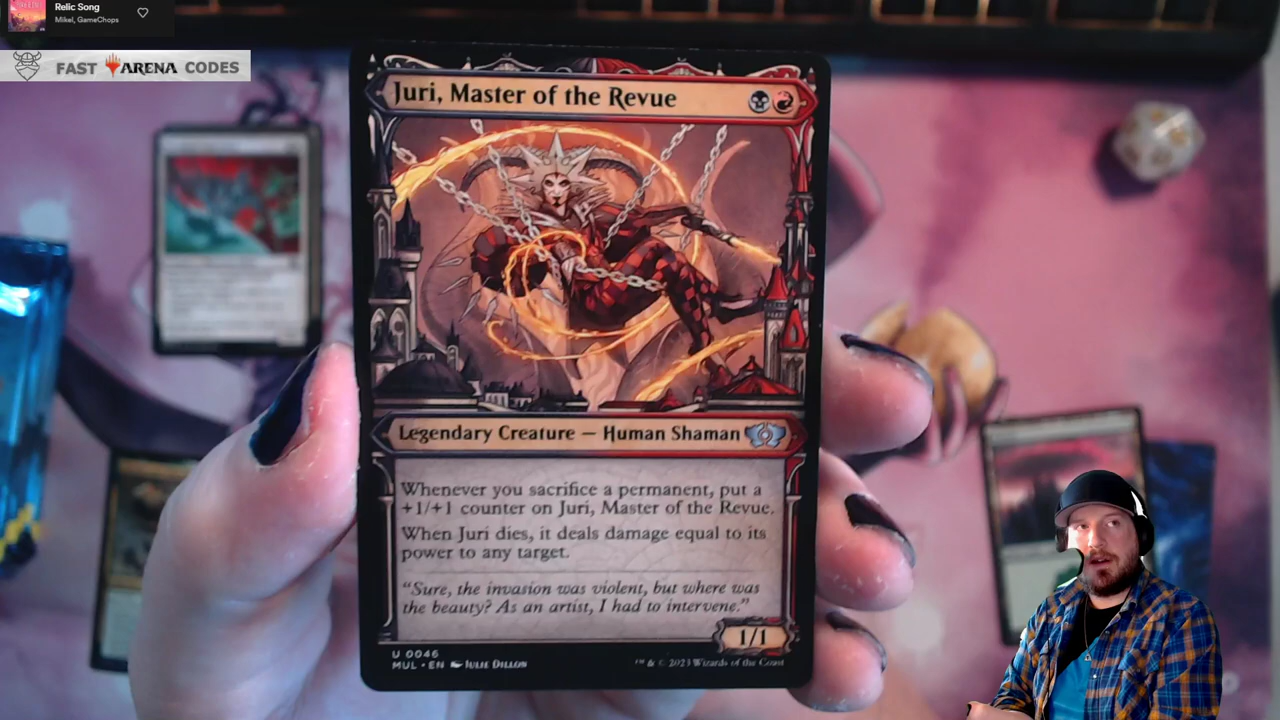 Relic Song
Mikel, GameChops
FAST ARENA CODES
Juri, Master of the Revue
Legendary Creature — Human Shaman
Whenever you sacrifice a permanent, put a
+1/+1 counter on Juri, Master of the Revue.
When Juri dies, it deals damage equal to its
power to any target.
"Sure, the invasion was violent, but where was
the beauty? As an artist, I had to intervene."
1/1
U 0046
MUL • EN Julie Dillon
™ & © 2023 Wizards of the Coast